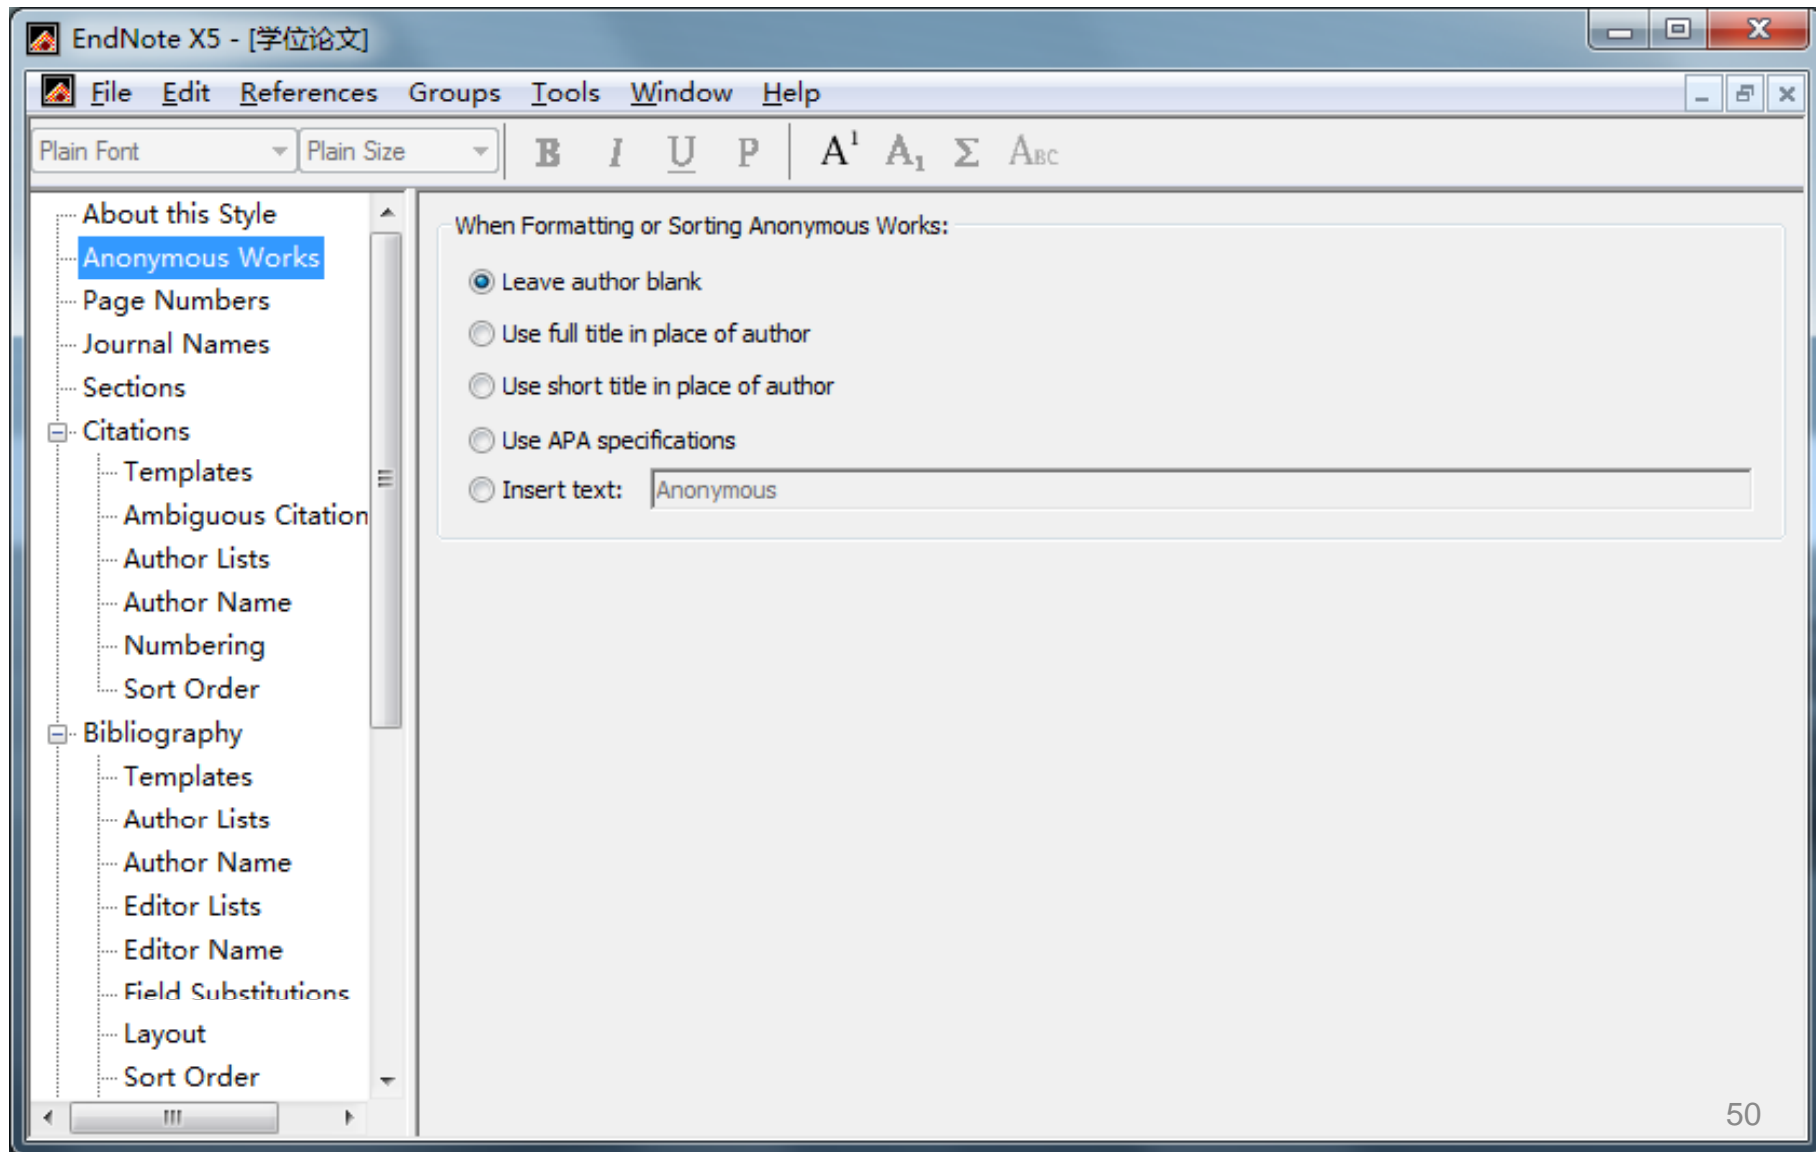 EndNote X5 - [学位论文]
File Edit References Groups Tools Window Help
Plain Font Plain Size B I U P A1 A1 Σ ABC
About this Style
Anonymous Works
Page Numbers
Journal Names
Sections
Citations
Templates
Ambiguous Citation
Author Lists
Author Name
Numbering
Sort Order
Bibliography
Templates
Author Lists
Author Name
Editor Lists
Editor Name
Field Substitutions
Layout
Sort Order
When Formatting or Sorting Anonymous Works:
Leave author blank
Use full title in place of author
Use short title in place of author
Use APA specifications
Insert text: Anonymous
50